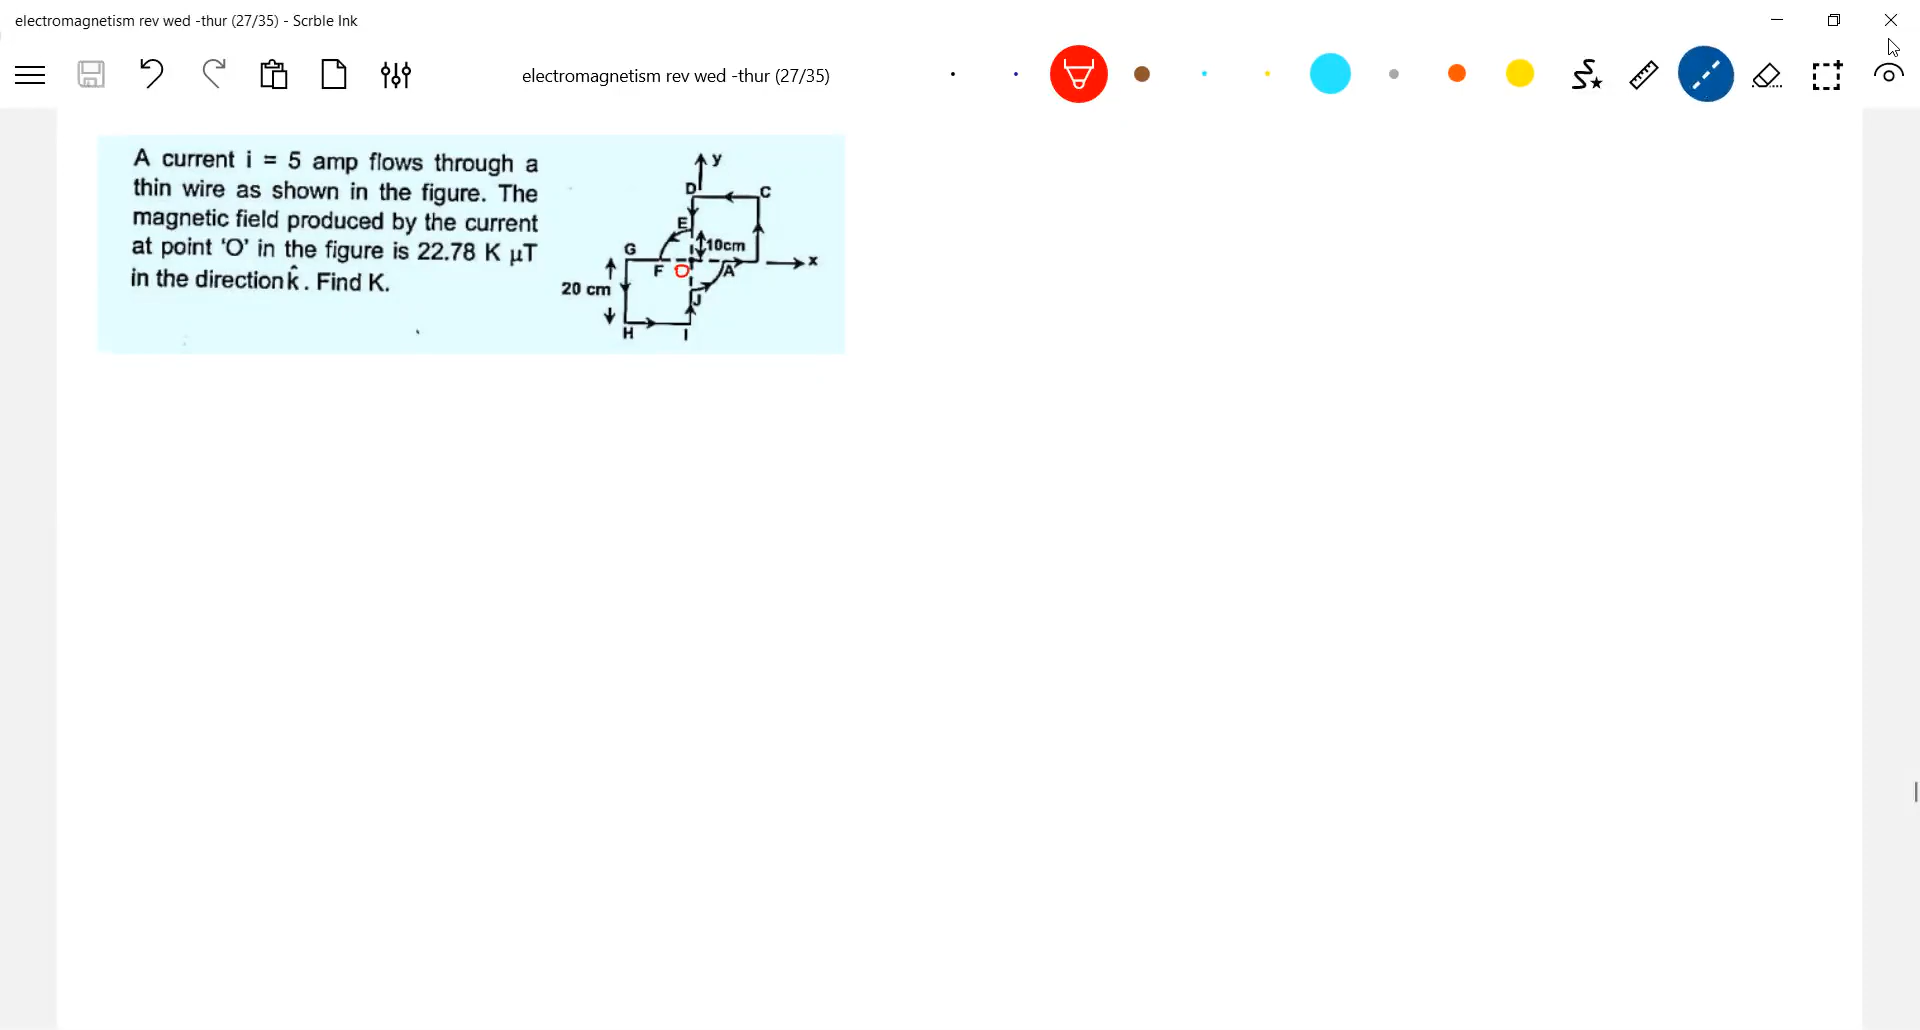 electromagnetism rev wed -thur (27/35) - Scrble Ink
electromagnetism rev wed -thur (27/35)
A current i = 5 amp flows through a
thin wire as shown in the figure. The
magnetic field produced by the current
at point 'O' in the figure is 22.78 K μT
in the direction k̂. Find K.
y
D
C
E
10cm
G
x
F
O
A
20 cm
J
H
I